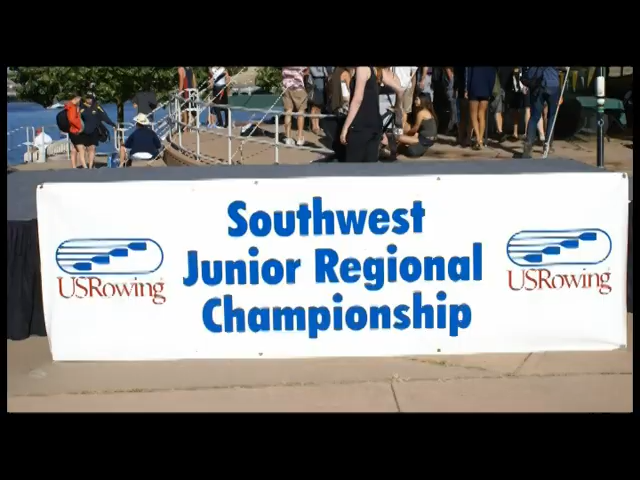 Southwest
Junior Regional
Championship
USRowing
USRowing